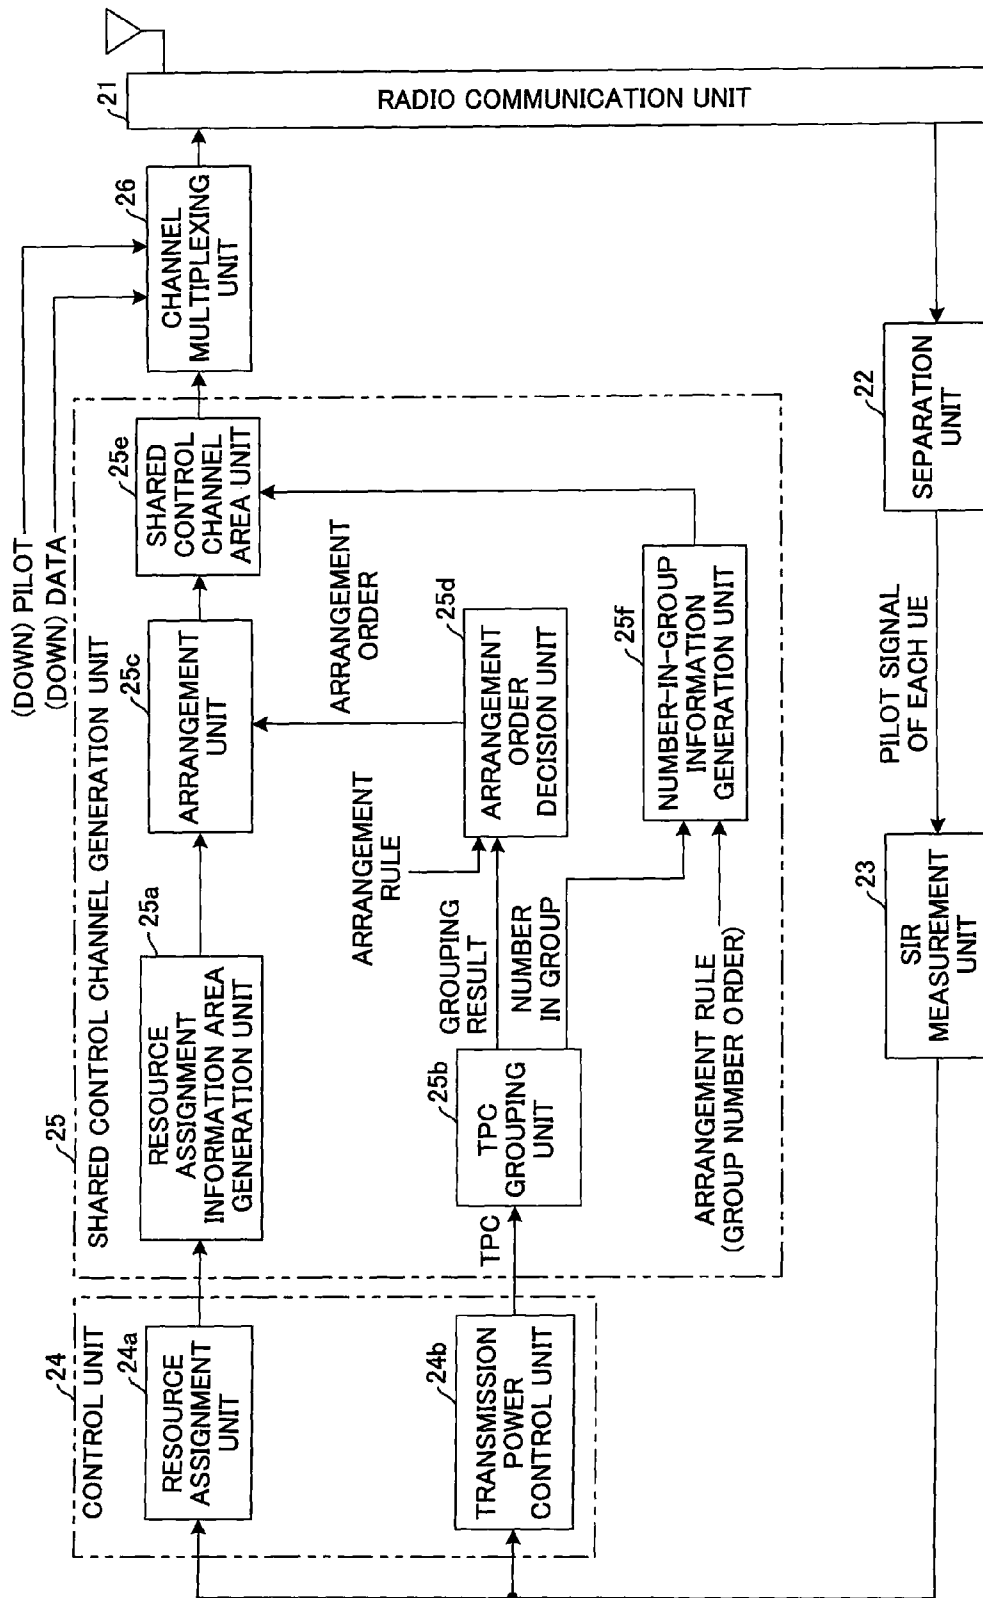 (DOWN) PILOT
(DOWN) DATA
21
RADIO COMMUNICATION UNIT
26
CHANNEL
MULTIPLEXING
UNIT
25
SHARED CONTROL CHANNEL GENERATION UNIT
25e
SHARED
CONTROL
CHANNEL
AREA UNIT
25c
ARRANGEMENT
UNIT
25a
RESOURCE
ASSIGNMENT
INFORMATION AREA
GENERATION UNIT
24
CONTROL UNIT
24a
RESOURCE
ASSIGNMENT
UNIT
24b
TRANSMISSION
POWER
CONTROL UNIT
TPC
25b
TPC
GROUPING
UNIT
GROUPING
RESULT
NUMBER
IN GROUP
ARRANGEMENT
RULE
25d
ARRANGEMENT
ORDER
DECISION UNIT
ARRANGEMENT
ORDER
25f
NUMBER-IN-GROUP
INFORMATION
GENERATION UNIT
ARRANGEMENT RULE
(GROUP NUMBER ORDER)
22
SEPARATION
UNIT
PILOT SIGNAL
OF EACH UE
23
SIR
MEASUREMENT
UNIT